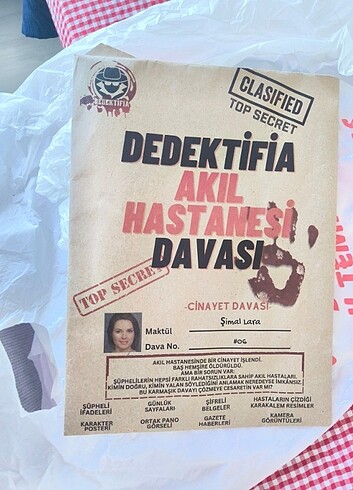 DEDEKTİFİA
CLASIFIED
TOP SECRET
DEDEKTİFİA
AKIL
HASTANESİ
DAVASI
TOP SECRET
-CİNAYET DAVASI-
Maktül Şimal Lara
Dava No. #06
AKIL HASTANESİNDE BİR CİNAYET İŞLENDİ.
BAŞ HEMŞİRE ÖLDÜRÜLDÜ.
AMA BİR SORUN VAR:
ŞÜPHELİLERİN HEPSİ FARKLI RAHATSIZLIKLARA SAHİP AKIL HASTALARI.
KİMİN DOĞRU, KİMİN YALAN SÖYLEDİĞİNİ ANLAMAK NEREDEYSE İMKANSIZ.
BU KARMAŞIK DAVAYI ÇÖZMEYE CESARETİN VAR MI?
ŞÜPHELİ İFADELERİ
GÜNLÜK SAYFALARI
ŞİFRELİ BELGELER
HASTALARIN ÇİZDİĞİ KARAKALEM RESİMLER
KARAKTER POSTERİ
ORTAK PANO GÖRSELİ
GAZETE HABERLERİ
KAMERA GÖRÜNTÜLERİ